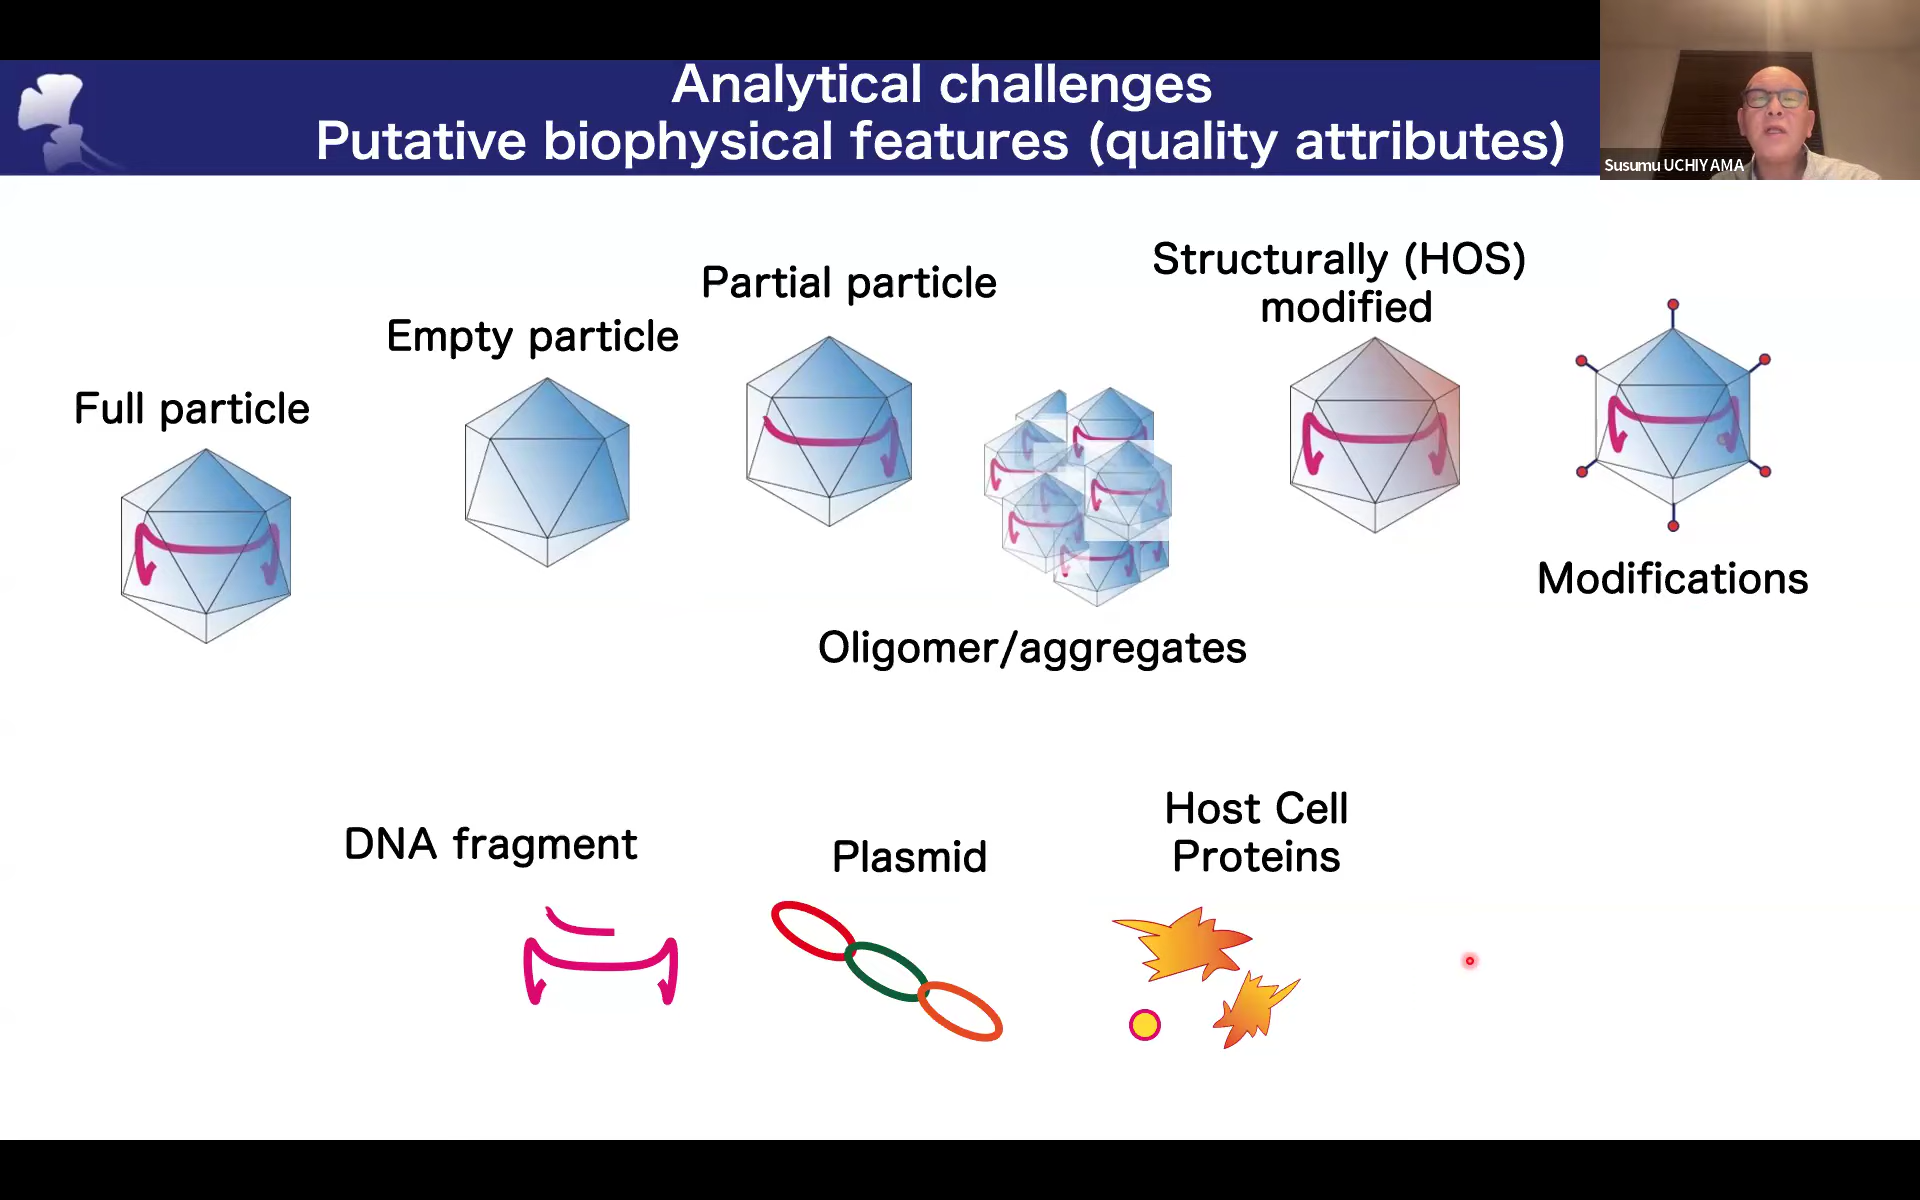 Analytical challenges
Putative biophysical features (quality attributes)
Susumu UCHIYAMA
Full particle
Empty particle
Partial particle
Oligomer/aggregates
Structurally (HOS)
modified
Modifications
DNA fragment
Plasmid
Host Cell
Proteins